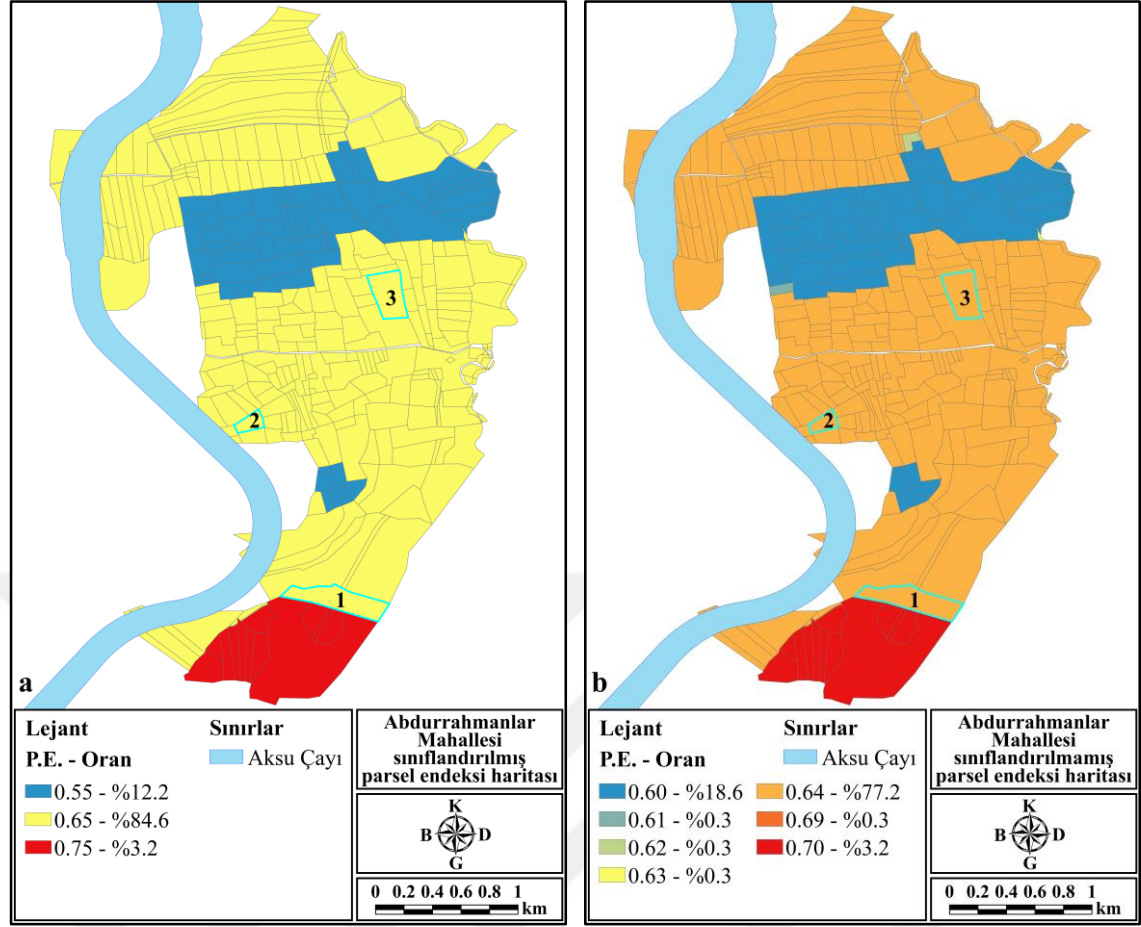 3
2
1
a
Lejant
P.E. - Oran
0.55 - %12.2
0.65 - %84.6
0.75 - %3.2
Sınırlar
Aksu Çayı
Abdurrahmanlar
Mahallesi
sınıflandırılmış
parsel endeksi haritası
K
B D
G
0 0.2 0.4 0.6 0.8 1
km
3
2
1
b
Lejant
P.E. - Oran
0.60 - %18.6
0.61 - %0.3
0.62 - %0.3
0.63 - %0.3
Sınırlar
Aksu Çayı
0.64 - %77.2
0.69 - %0.3
0.70 - %3.2
Abdurrahmanlar
Mahallesi
sınıflandırılmamış
parsel endeksi haritası
K
B D
G
0 0.2 0.4 0.6 0.8 1
km